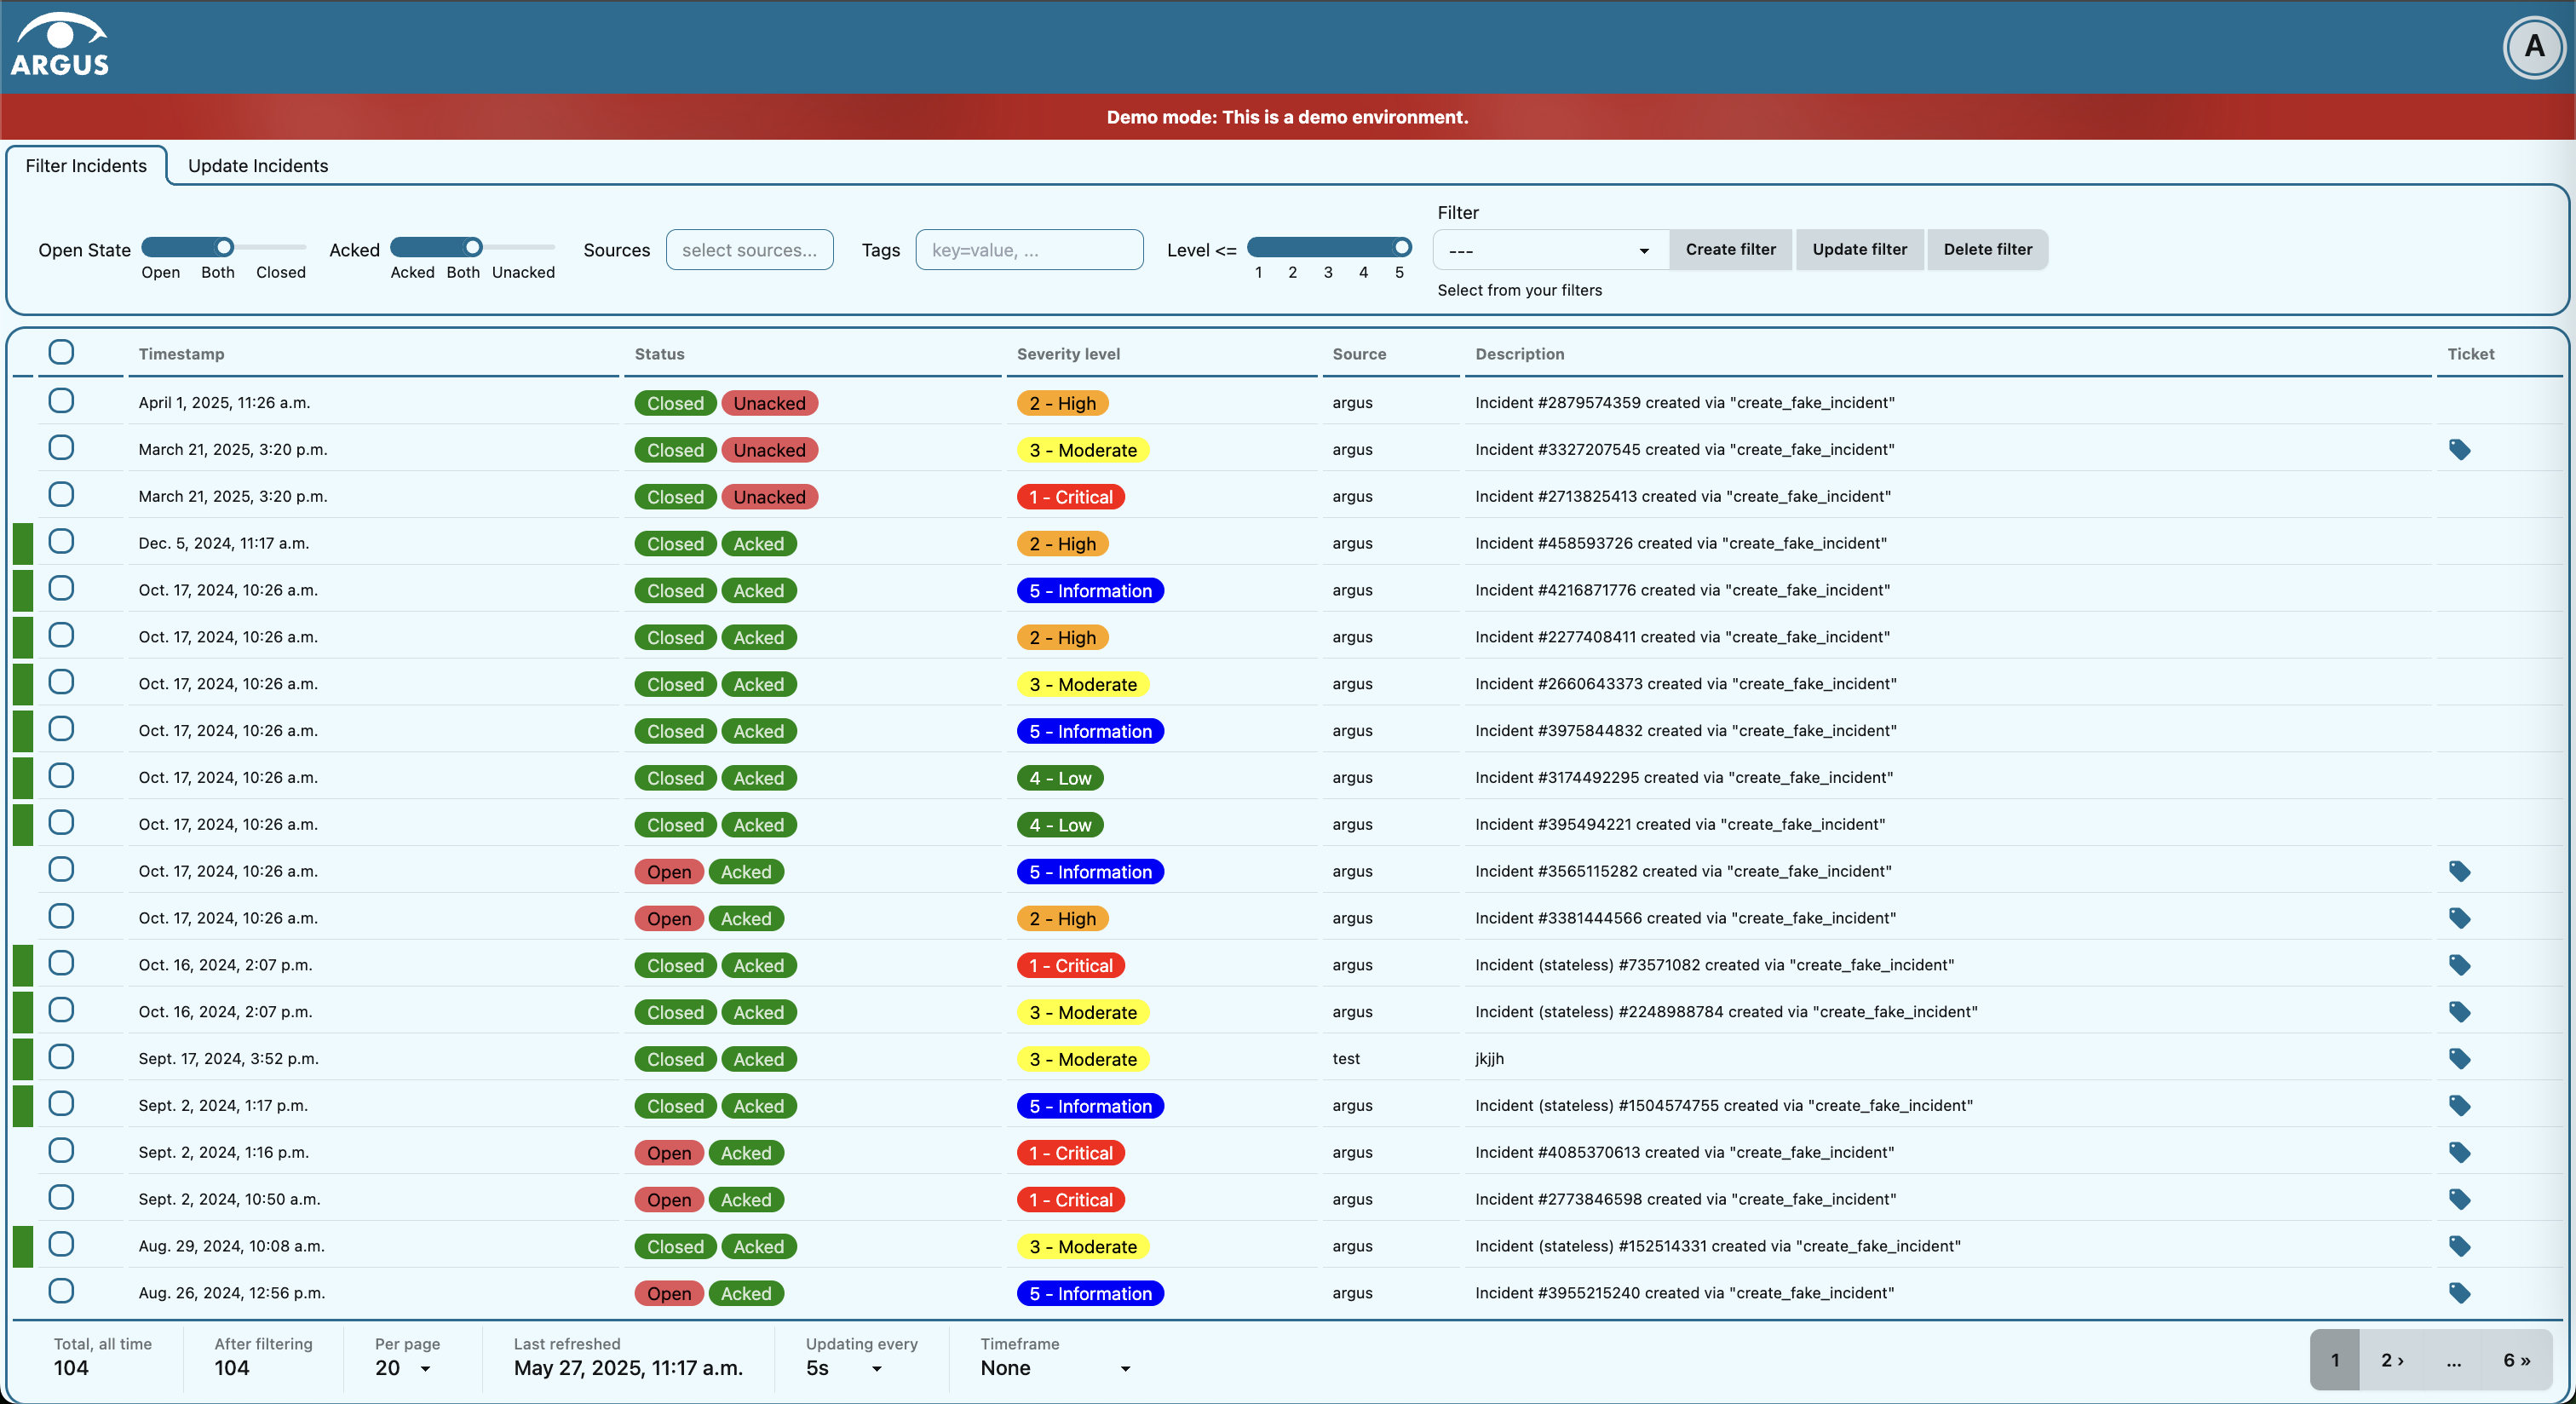 ARGUS
A
Demo mode: This is a demo environment.
Filter Incidents Update Incidents
Filter
Open State Open Both Closed Acked Acked Both Unacked Sources select sources... Tags key=value, ... Level <= 1 2 3 4 5 --- Create filter Update filter Delete filter
Select from your filters
Timestamp Status Severity level Source Description Ticket
April 1, 2025, 11:26 a.m. Closed Unacked 2 - High argus Incident #2879574359 created via "create_fake_incident"
March 21, 2025, 3:20 p.m. Closed Unacked 3 - Moderate argus Incident #3327207545 created via "create_fake_incident"
March 21, 2025, 3:20 p.m. Closed Unacked 1 - Critical argus Incident #2713825413 created via "create_fake_incident"
Dec. 5, 2024, 11:17 a.m. Closed Acked 2 - High argus Incident #458593726 created via "create_fake_incident"
Oct. 17, 2024, 10:26 a.m. Closed Acked 5 - Information argus Incident #4216871776 created via "create_fake_incident"
Oct. 17, 2024, 10:26 a.m. Closed Acked 2 - High argus Incident #2277408411 created via "create_fake_incident"
Oct. 17, 2024, 10:26 a.m. Closed Acked 3 - Moderate argus Incident #2660643373 created via "create_fake_incident"
Oct. 17, 2024, 10:26 a.m. Closed Acked 5 - Information argus Incident #3975844832 created via "create_fake_incident"
Oct. 17, 2024, 10:26 a.m. Closed Acked 4 - Low argus Incident #3174492295 created via "create_fake_incident"
Oct. 17, 2024, 10:26 a.m. Closed Acked 4 - Low argus Incident #395494221 created via "create_fake_incident"
Oct. 17, 2024, 10:26 a.m. Open Acked 5 - Information argus Incident #3565115282 created via "create_fake_incident"
Oct. 17, 2024, 10:26 a.m. Open Acked 2 - High argus Incident #3381444566 created via "create_fake_incident"
Oct. 16, 2024, 2:07 p.m. Closed Acked 1 - Critical argus Incident (stateless) #73571082 created via "create_fake_incident"
Oct. 16, 2024, 2:07 p.m. Closed Acked 3 - Moderate argus Incident (stateless) #2248988784 created via "create_fake_incident"
Sept. 17, 2024, 3:52 p.m. Closed Acked 3 - Moderate test jkjjh
Sept. 2, 2024, 1:17 p.m. Closed Acked 5 - Information argus Incident (stateless) #1504574755 created via "create_fake_incident"
Sept. 2, 2024, 1:16 p.m. Open Acked 1 - Critical argus Incident #4085370613 created via "create_fake_incident"
Sept. 2, 2024, 10:50 a.m. Open Acked 1 - Critical argus Incident #2773846598 created via "create_fake_incident"
Aug. 29, 2024, 10:08 a.m. Closed Acked 3 - Moderate argus Incident (stateless) #152514331 created via "create_fake_incident"
Aug. 26, 2024, 12:56 p.m. Open Acked 5 - Information argus Incident #3955215240 created via "create_fake_incident"
Total, all time After filtering Per page Last refreshed Updating every Timeframe
104 104 20 May 27, 2025, 11:17 a.m. 5s None 1 2 › ... 6 »